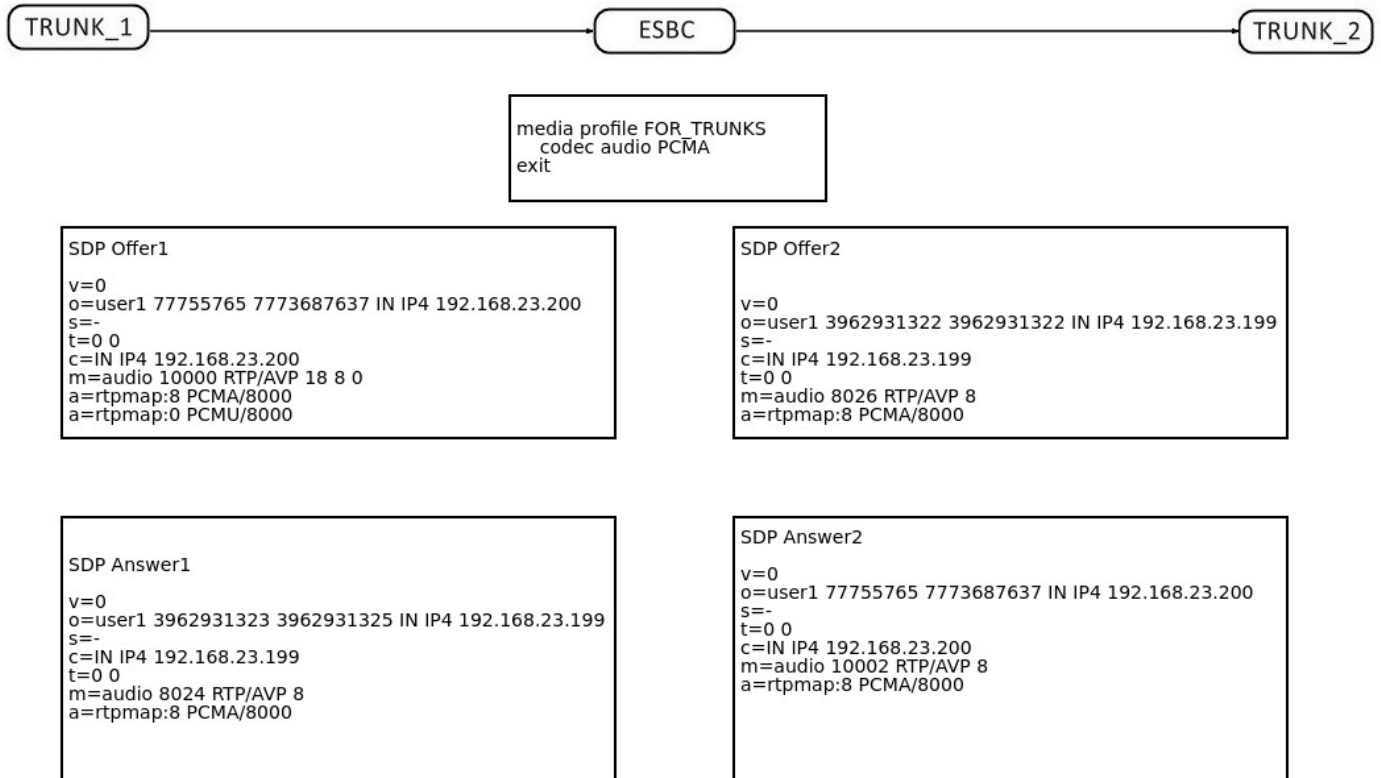 TRUNK_1
ESBC
TRUNK_2
media profile FOR_TRUNKS
codec audio PCMA
exit
SDP Offer1
v=0
o=user1 77755765 7773687637 IN IP4 192.168.23.200
s=-
t=0 0
c=IN IP4 192.168.23.200
m=audio 10000 RTP/AVP 18 8 0
a=rtpmap:8 PCMA/8000
a=rtpmap:0 PCMU/8000
SDP Offer2
v=0
o=user1 3962931322 3962931322 IN IP4 192.168.23.199
s=-
c=IN IP4 192.168.23.199
t=0 0
m=audio 8026 RTP/AVP 8
a=rtpmap:8 PCMA/8000
SDP Answer1
v=0
o=user1 3962931323 3962931325 IN IP4 192.168.23.199
s=-
c=IN IP4 192.168.23.199
t=0 0
m=audio 8024 RTP/AVP 8
a=rtpmap:8 PCMA/8000
SDP Answer2
v=0
o=user1 77755765 7773687637 IN IP4 192.168.23.200
s=-
t=0 0
c=IN IP4 192.168.23.200
m=audio 10002 RTP/AVP 8
a=rtpmap:8 PCMA/8000